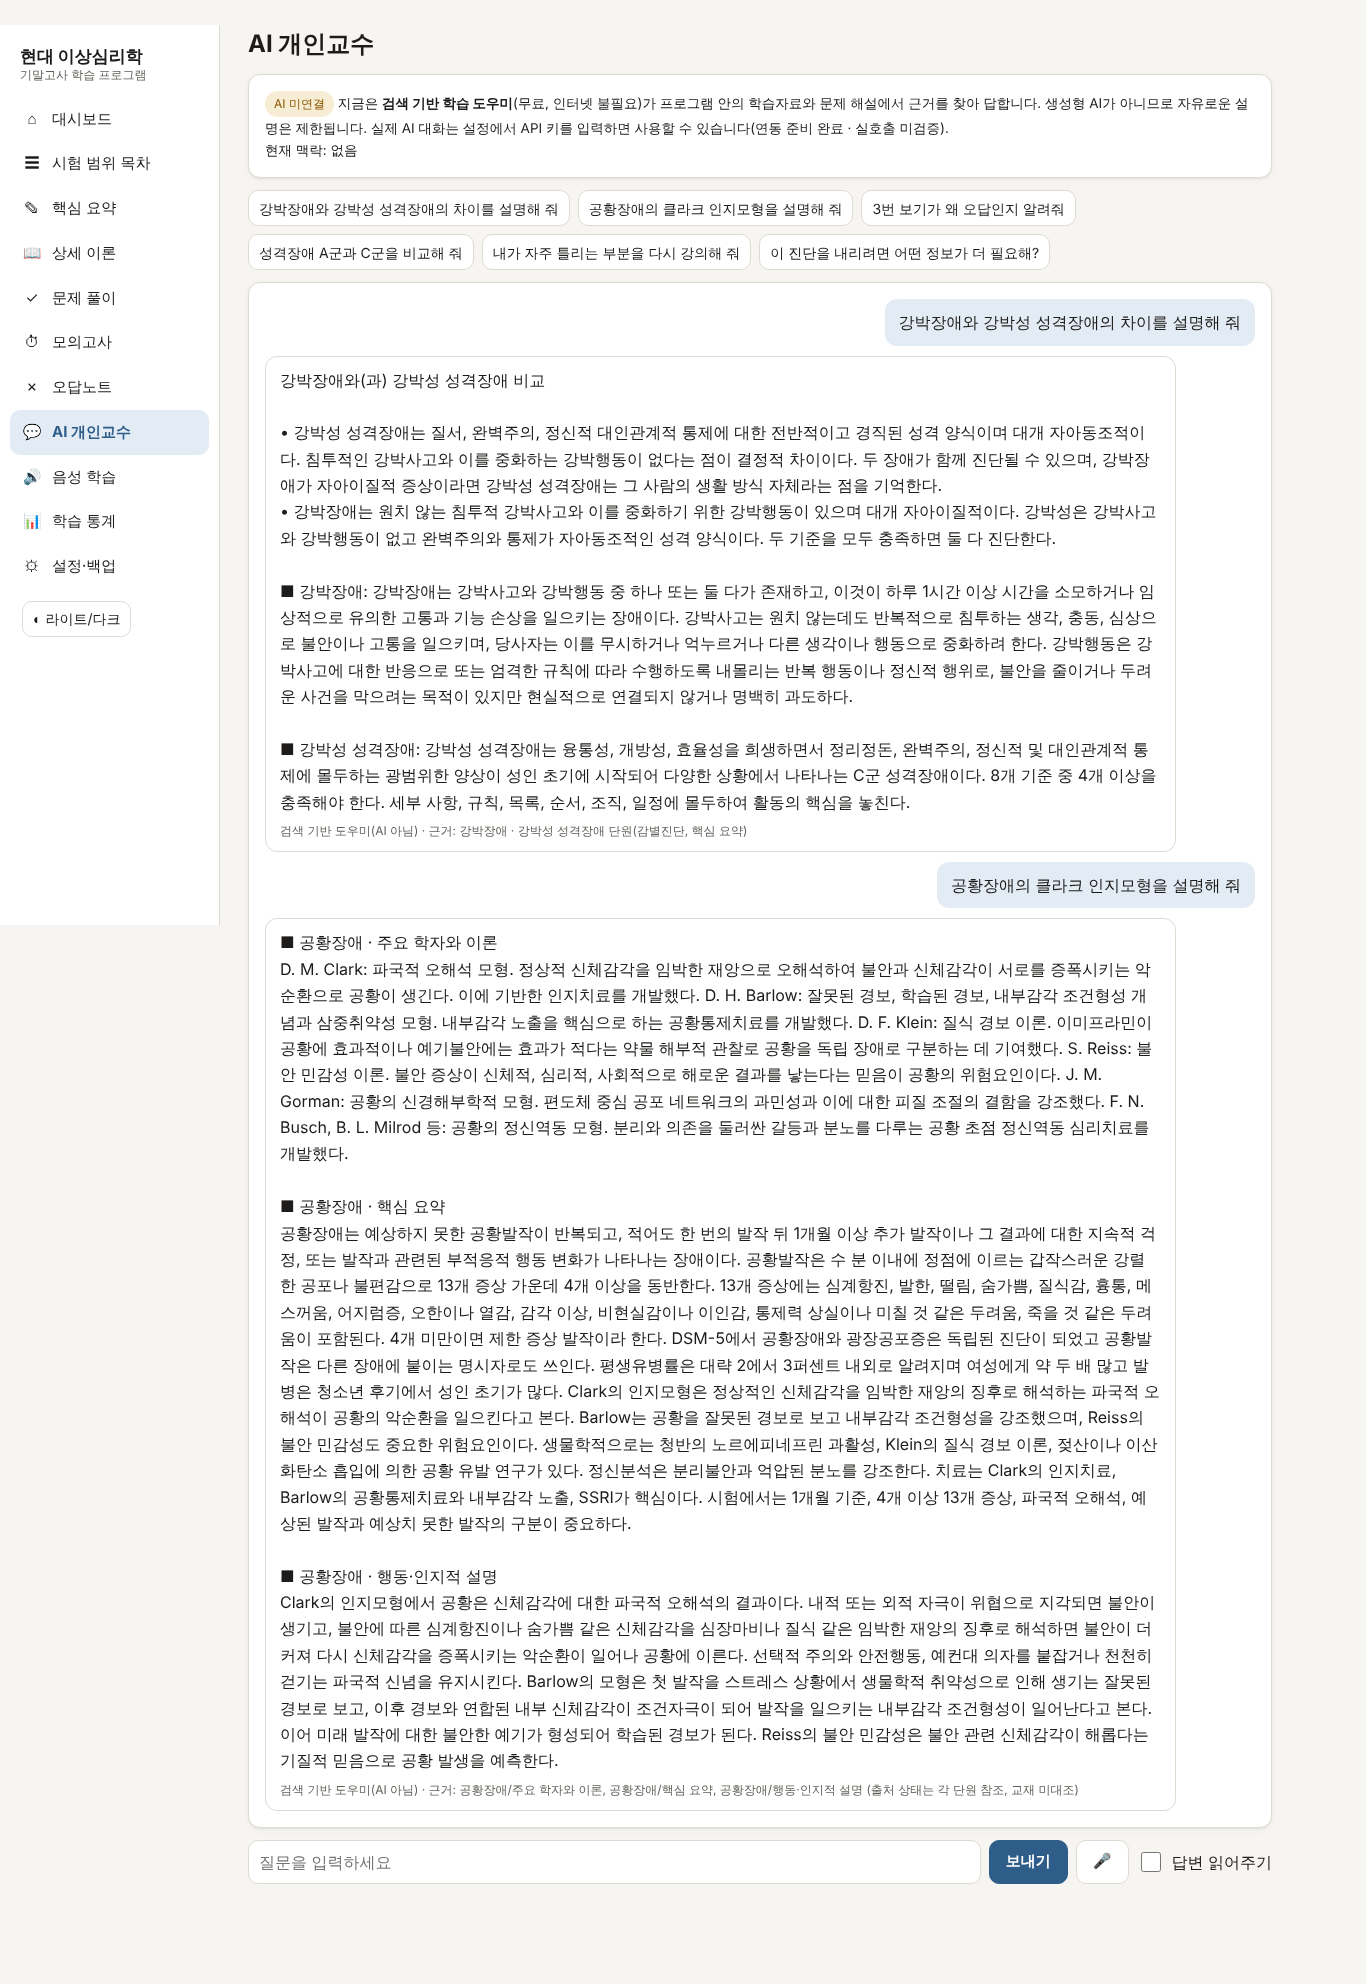 현대 이상심리학
기말고사 학습 프로그램
대시보드
시험 범위 목차
핵심 요약
상세 이론
문제 풀이
모의고사
오답노트
AI 개인교수
음성 학습
학습 통계
설정·백업
라이트/다크
AI 개인교수
AI 미연결 지금은 검색 기반 학습 도우미(무료, 인터넷 불필요)가 프로그램 안의 학습자료와 문제 해설에서 근거를 찾아 답합니다. 생성형 AI가 아니므로 자유로운 설
명은 제한됩니다. 실제 AI 대화는 설정에서 API 키를 입력하면 사용할 수 있습니다(연동 준비 완료 · 실호출 미검증).
현재 맥락: 없음
강박장애와 강박성 성격장애의 차이를 설명해 줘
공황장애의 클라크 인지모형을 설명해 줘
3번 보기가 왜 오답인지 알려줘
성격장애 A군과 C군을 비교해 줘
내가 자주 틀리는 부분을 다시 강의해 줘
이 진단을 내리려면 어떤 정보가 더 필요해?
강박장애와 강박성 성격장애의 차이를 설명해 줘
강박장애와(과) 강박성 성격장애 비교
• 강박성 성격장애는 질서, 완벽주의, 정신적 대인관계적 통제에 대한 전반적이고 경직된 성격 양식이며 대개 자아동조적이
다. 침투적인 강박사고와 이를 중화하는 강박행동이 없다는 점이 결정적 차이이다. 두 장애가 함께 진단될 수 있으며, 강박장
애가 자아이질적 증상이라면 강박성 성격장애는 그 사람의 생활 방식 자체라는 점을 기억한다.
• 강박장애는 원치 않는 침투적 강박사고와 이를 중화하기 위한 강박행동이 있으며 대개 자아이질적이다. 강박성은 강박사고
와 강박행동이 없고 완벽주의와 통제가 자아동조적인 성격 양식이다. 두 기준을 모두 충족하면 둘 다 진단한다.
■ 강박장애: 강박장애는 강박사고와 강박행동 중 하나 또는 둘 다가 존재하고, 이것이 하루 1시간 이상 시간을 소모하거나 임
상적으로 유의한 고통과 기능 손상을 일으키는 장애이다. 강박사고는 원치 않는데도 반복적으로 침투하는 생각, 충동, 심상으
로 불안이나 고통을 일으키며, 당사자는 이를 무시하거나 억누르거나 다른 생각이나 행동으로 중화하려 한다. 강박행동은 강
박사고에 대한 반응으로 또는 엄격한 규칙에 따라 수행하도록 내몰리는 반복 행동이나 정신적 행위로, 불안을 줄이거나 두려
운 사건을 막으려는 목적이 있지만 현실적으로 연결되지 않거나 명백히 과도하다.
■ 강박성 성격장애: 강박성 성격장애는 융통성, 개방성, 효율성을 희생하면서 정리정돈, 완벽주의, 정신적 및 대인관계적 통
제에 몰두하는 광범위한 양상이 성인 초기에 시작되어 다양한 상황에서 나타나는 C군 성격장애이다. 8개 기준 중 4개 이상을
충족해야 한다. 세부 사항, 규칙, 목록, 순서, 조직, 일정에 몰두하여 활동의 핵심을 놓친다.
검색 기반 도우미(AI 아님) · 근거: 강박장애 · 강박성 성격장애 단원(감별진단, 핵심 요약)
공황장애의 클라크 인지모형을 설명해 줘
■ 공황장애 · 주요 학자와 이론
D. M. Clark: 파국적 오해석 모형. 정상적 신체감각을 임박한 재앙으로 오해석하여 불안과 신체감각이 서로를 증폭시키는 악
순환으로 공황이 생긴다. 이에 기반한 인지치료를 개발했다. D. H. Barlow: 잘못된 경보, 학습된 경보, 내부감각 조건형성 개
념과 삼중취약성 모형. 내부감각 노출을 핵심으로 하는 공황통제치료를 개발했다. D. F. Klein: 질식 경보 이론. 이미프라민이
공황에 효과적이나 예기불안에는 효과가 적다는 약물 해부적 관찰로 공황을 독립 장애로 구분하는 데 기여했다. S. Reiss: 불
안 민감성 이론. 불안 증상이 신체적, 심리적, 사회적으로 해로운 결과를 낳는다는 믿음이 공황의 위험요인이다. J. M.
Gorman: 공황의 신경해부학적 모형. 편도체 중심 공포 네트워크의 과민성과 이에 대한 피질 조절의 결함을 강조했다. F. N.
Busch, B. L. Milrod 등: 공황의 정신역동 모형. 분리와 의존을 둘러싼 갈등과 분노를 다루는 공황 초점 정신역동 심리치료를
개발했다.
■ 공황장애 · 핵심 요약
공황장애는 예상하지 못한 공황발작이 반복되고, 적어도 한 번의 발작 뒤 1개월 이상 추가 발작이나 그 결과에 대한 지속적 걱
정, 또는 발작과 관련된 부적응적 행동 변화가 나타나는 장애이다. 공황발작은 수 분 이내에 정점에 이르는 갑작스러운 강렬
한 공포나 불편감으로 13개 증상 가운데 4개 이상을 동반한다. 13개 증상에는 심계항진, 발한, 떨림, 숨가쁨, 질식감, 흉통, 메
스꺼움, 어지럼증, 오한이나 열감, 감각 이상, 비현실감이나 이인감, 통제력 상실이나 미칠 것 같은 두려움, 죽을 것 같은 두려
움이 포함된다. 4개 미만이면 제한 증상 발작이라 한다. DSM-5에서 공황장애와 광장공포증은 독립된 진단이 되었고 공황발
작은 다른 장애에 붙이는 명시자로도 쓰인다. 평생유병률은 대략 2에서 3퍼센트 내외로 알려지며 여성에게 약 두 배 많고 발
병은 청소년 후기에서 성인 초기가 많다. Clark의 인지모형은 정상적인 신체감각을 임박한 재앙의 징후로 해석하는 파국적 오
해석이 공황의 악순환을 일으킨다고 본다. Barlow는 공황을 잘못된 경보로 보고 내부감각 조건형성을 강조했으며, Reiss의
불안 민감성도 중요한 위험요인이다. 생물학적으로는 청반의 노르에피네프린 과활성, Klein의 질식 경보 이론, 젖산이나 이산
화탄소 흡입에 의한 공황 유발 연구가 있다. 정신분석은 분리불안과 억압된 분노를 강조한다. 치료는 Clark의 인지치료,
Barlow의 공황통제치료와 내부감각 노출, SSRI가 핵심이다. 시험에서는 1개월 기준, 4개 이상 13개 증상, 파국적 오해석, 예
상된 발작과 예상치 못한 발작의 구분이 중요하다.
■ 공황장애 · 행동·인지적 설명
Clark의 인지모형에서 공황은 신체감각에 대한 파국적 오해석의 결과이다. 내적 또는 외적 자극이 위협으로 지각되면 불안이
생기고, 불안에 따른 심계항진이나 숨가쁨 같은 신체감각을 심장마비나 질식 같은 임박한 재앙의 징후로 해석하면 불안이 더
커져 다시 신체감각을 증폭시키는 악순환이 일어나 공황에 이른다. 선택적 주의와 안전행동, 예컨대 의자를 붙잡거나 천천히
걷기는 파국적 신념을 유지시킨다. Barlow의 모형은 첫 발작을 스트레스 상황에서 생물학적 취약성으로 인해 생기는 잘못된
경보로 보고, 이후 경보와 연합된 내부 신체감각이 조건자극이 되어 발작을 일으키는 내부감각 조건형성이 일어난다고 본다.
이어 미래 발작에 대한 불안한 예기가 형성되어 학습된 경보가 된다. Reiss의 불안 민감성은 불안 관련 신체감각이 해롭다는
기질적 믿음으로 공황 발생을 예측한다.
검색 기반 도우미(AI 아님) · 근거: 공황장애/주요 학자와 이론, 공황장애/핵심 요약, 공황장애/행동·인지적 설명 (출처 상태는 각 단원 참조, 교재 미대조)
질문을 입력하세요
보내기
답변 읽어주기